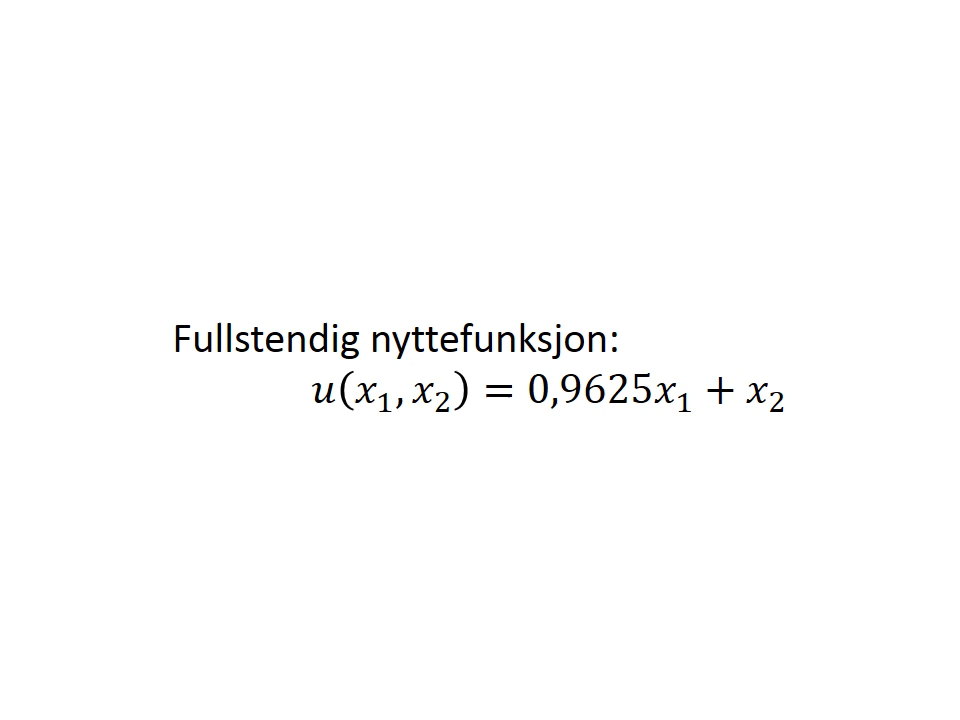 Fullstendig nyttefunksjon:
u(x₁, x₂) = 0,9625x₁ + x₂